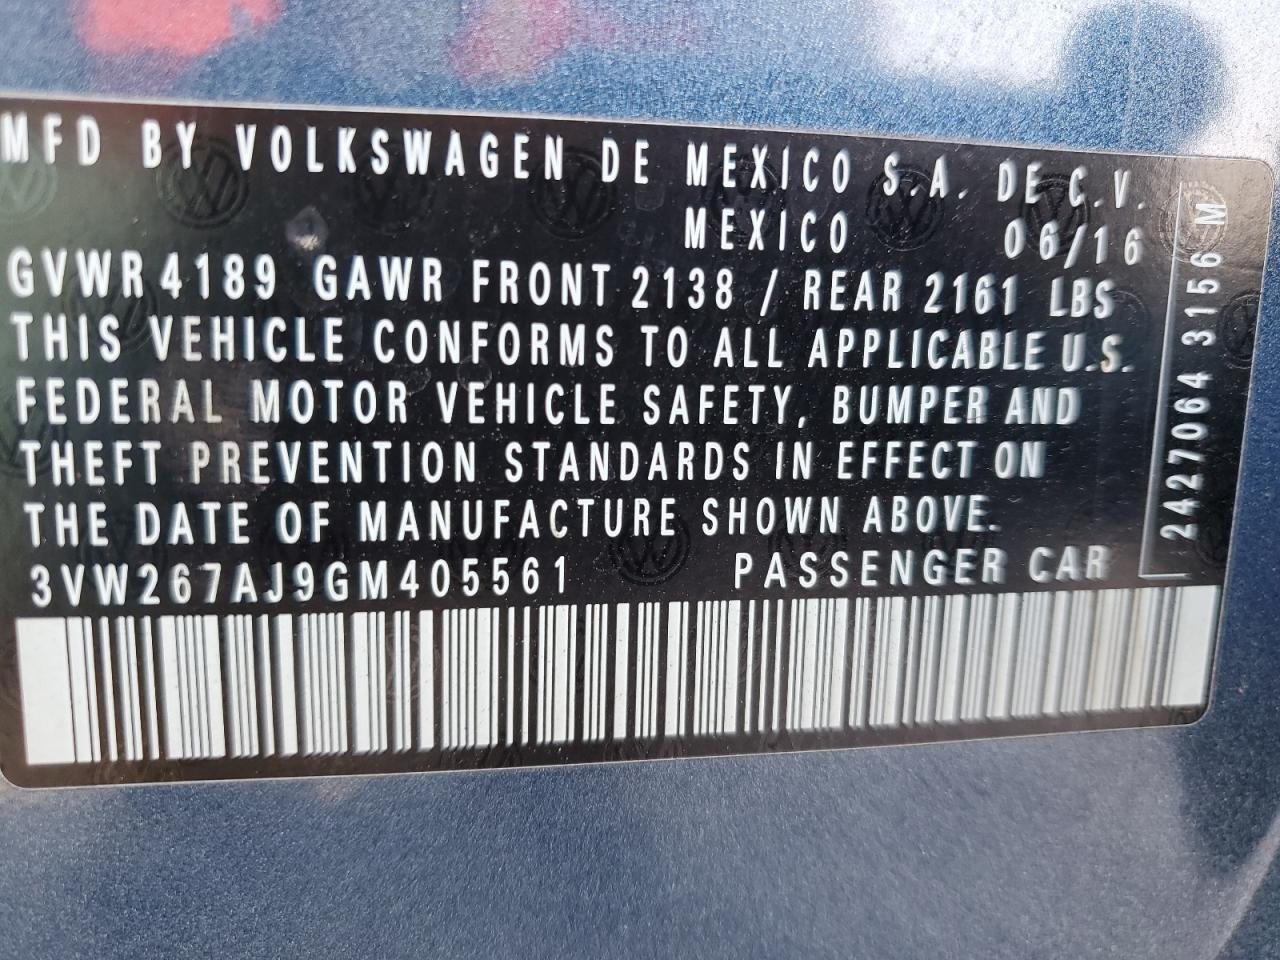 MFD BY VOLKSWAGEN DE MEXICO S.A. DE C.V.
MEXICO 06/16
GVWR 4189 GAWR FRONT 2138 / REAR 2161 LBS
THIS VEHICLE CONFORMS TO ALL APPLICABLE U.S.
FEDERAL MOTOR VEHICLE SAFETY, BUMPER AND
THEFT PREVENTION STANDARDS IN EFFECT ON
THE DATE OF MANUFACTURE SHOWN ABOVE.
3VW267AJ9GM405561 PASSENGER CAR
2427064 3156 M